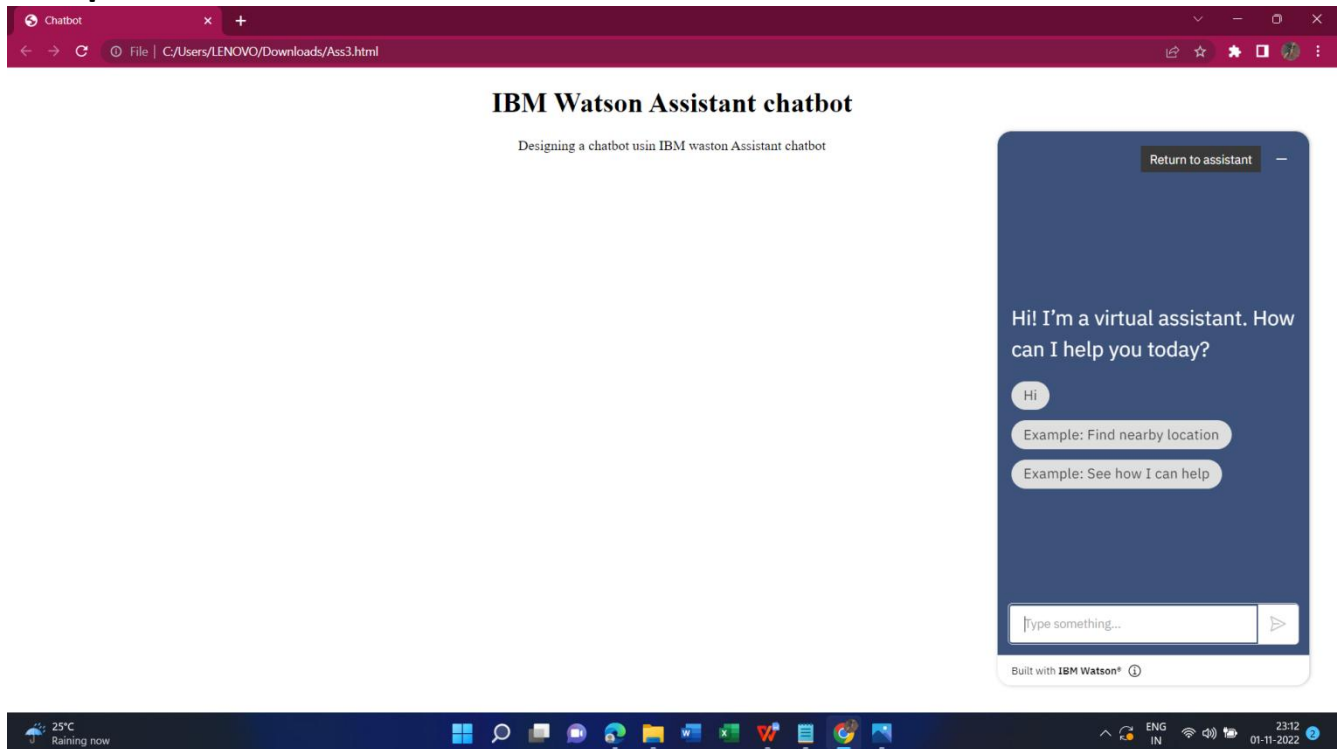 Chatbot
File | C:/Users/LENOVO/Downloads/Ass3.html
IBM Watson Assistant chatbot
Designing a chatbot usin IBM waston Assistant chatbot
Return to assistant
Hi! I'm a virtual assistant. How
can I help you today?
Hi
Example: Find nearby location
Example: See how I can help
Type something...
Built with IBM Watson®
25°C
Raining now
ENG
IN
23:12
01-11-2022
2